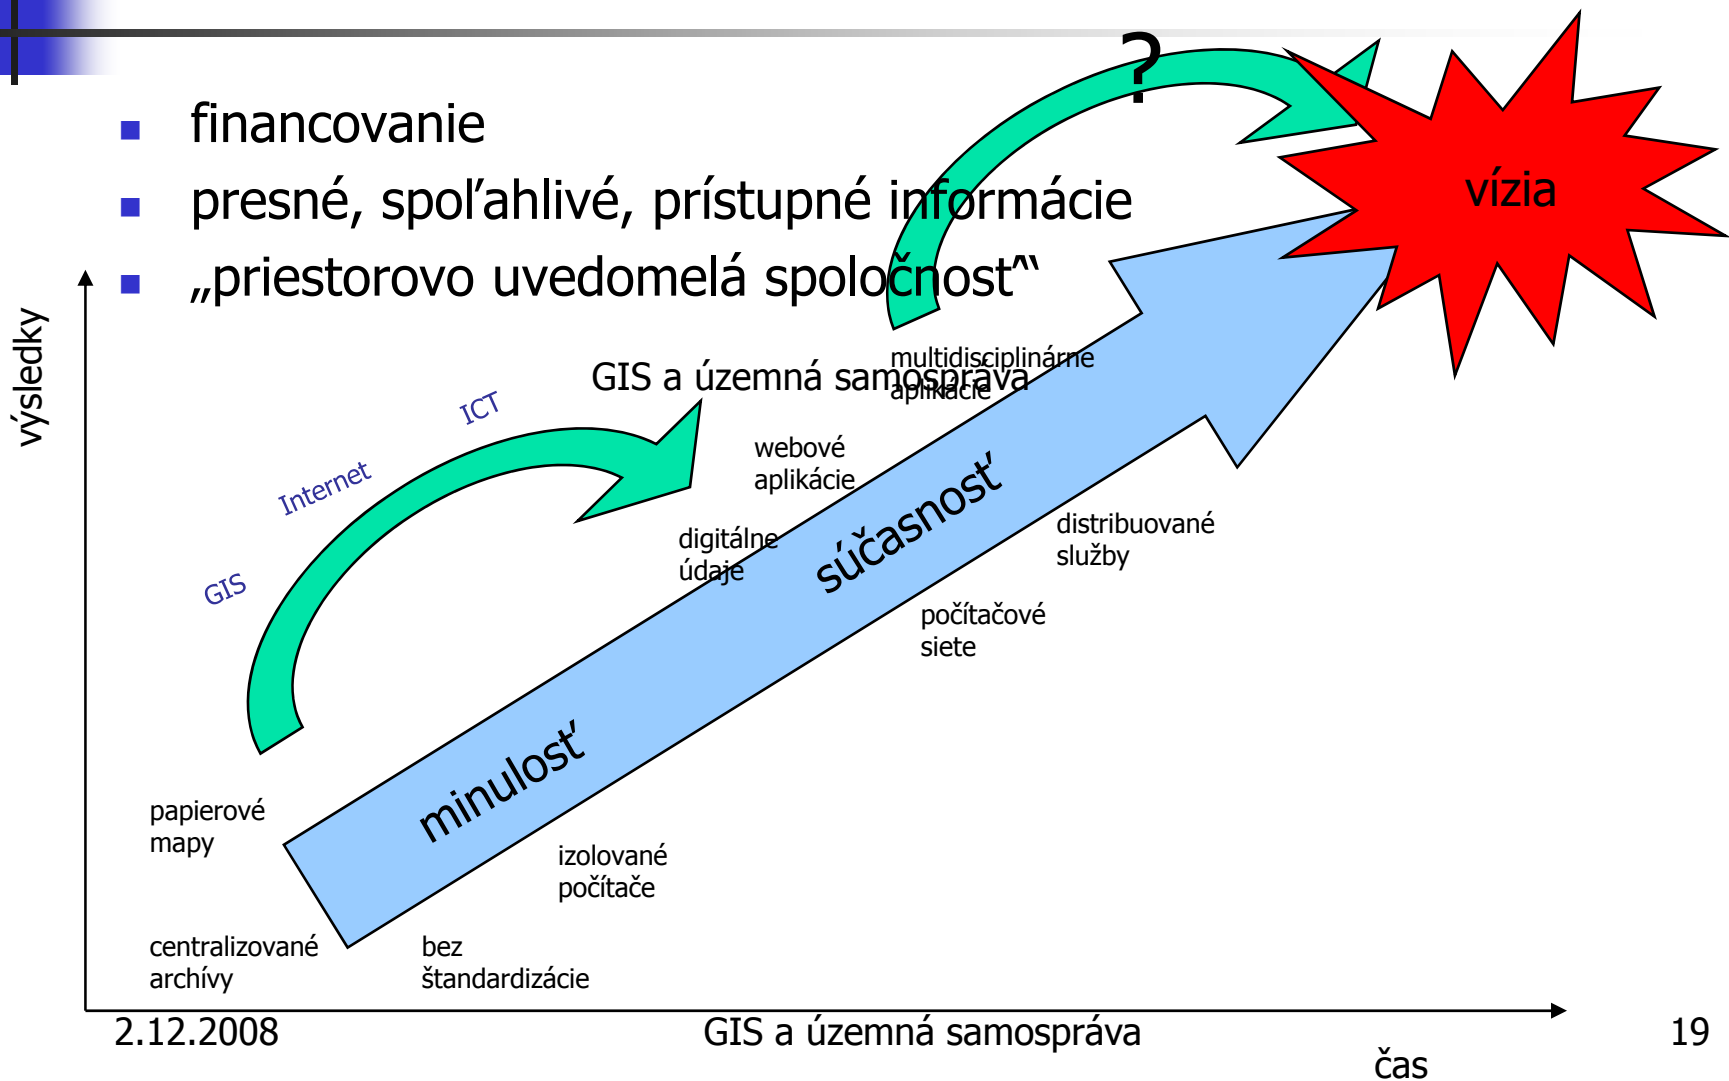 ?
financovanie
presné, spoľahlivé, prístupné informácie
„priestorovo uvedomelá spoločnosť“
vízia
výsledky
GIS a územná samospráva
multidisciplinárne
aplikácie
ICT
Internet
GIS
webové
aplikácie
digitálne
údaje
súčasnosť
distribuované
služby
počítačové
siete
minulosť
papierové
mapy
izolované
počítače
centralizované
archívy
bez
štandardizácie
2.12.2008
GIS a územná samospráva
19
čas